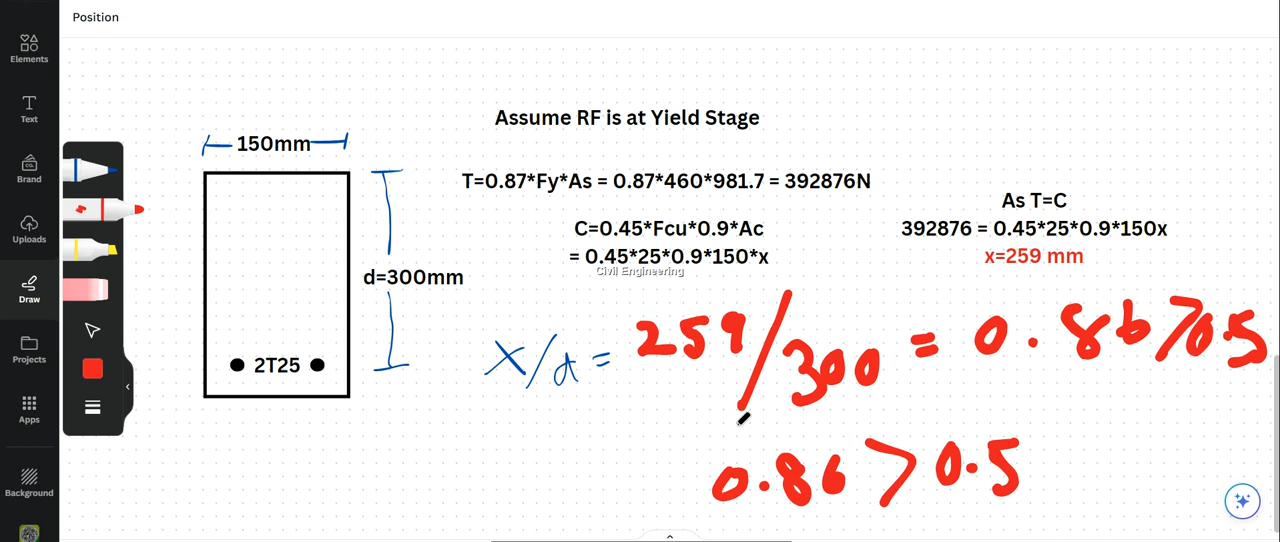 Position
Elements
Text
Brand
Uploads
Draw
Projects
Apps
Background
Assume RF is at Yield Stage
150mm
d=300mm
2T25
T=0.87*Fy*As = 0.87*460*981.7 = 392876N
C=0.45*Fcu*0.9*Ac
= 0.45*25*0.9*150*x
Civil Engineering
As T=C
392876 = 0.45*25*0.9*150x
x=259 mm
x/d = 259/300 = 0.86>0.5
0.86 > 0.5